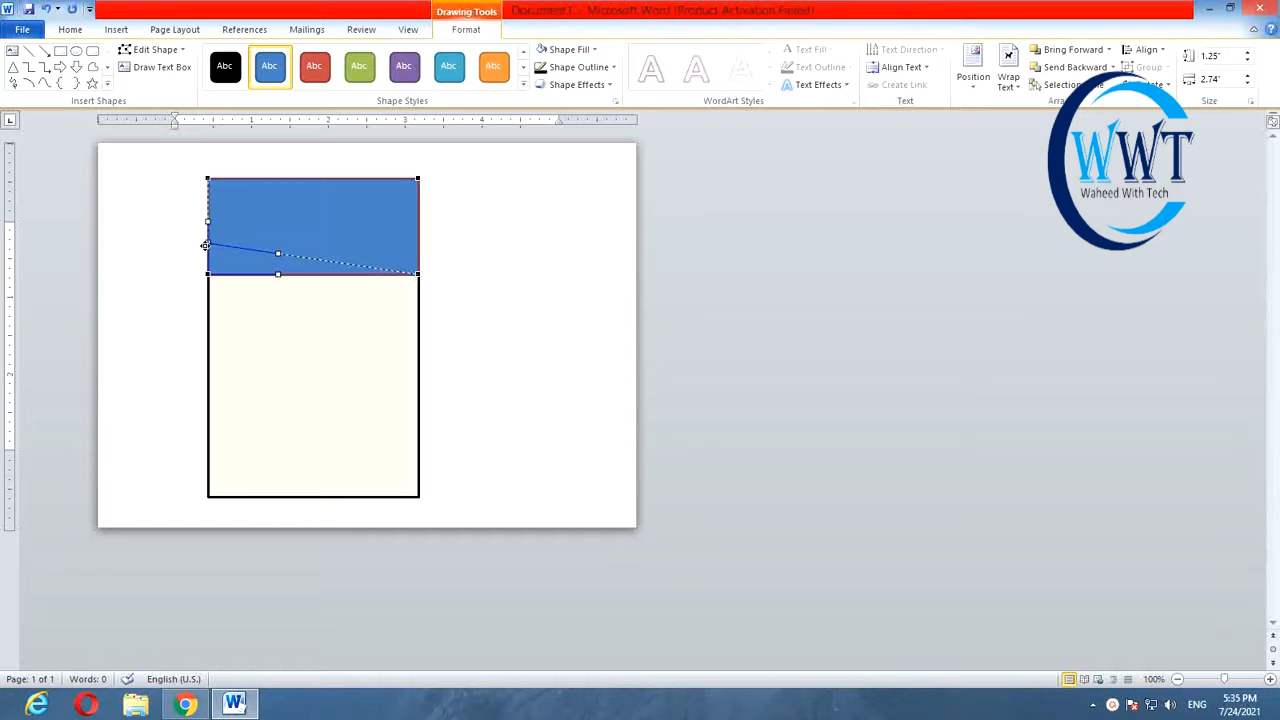 Drawing Tools
Document1 - Microsoft Word (Product Activation Failed)
File Home Insert Page Layout References Mailings Review View Format
Edit Shape
Draw Text Box
Insert Shapes
Abc Abc Abc Abc Abc Abc Abc
Shape Styles
Shape Fill
Shape Outline
Shape Effects
A A A
WordArt Styles
Text Fill
Text Outline
Text Effects
Text Direction
Align Text
Create Link
Text
Position
Wrap Text
Bring Forward
Send Backward
Align
Group
1.25"
2.74"
Size
WWT
Waheed With Tech
1 2 3 4
Page: 1 of 1 Words: 0 English (U.S.)
100%
ENG
5:35 PM
7/24/2021